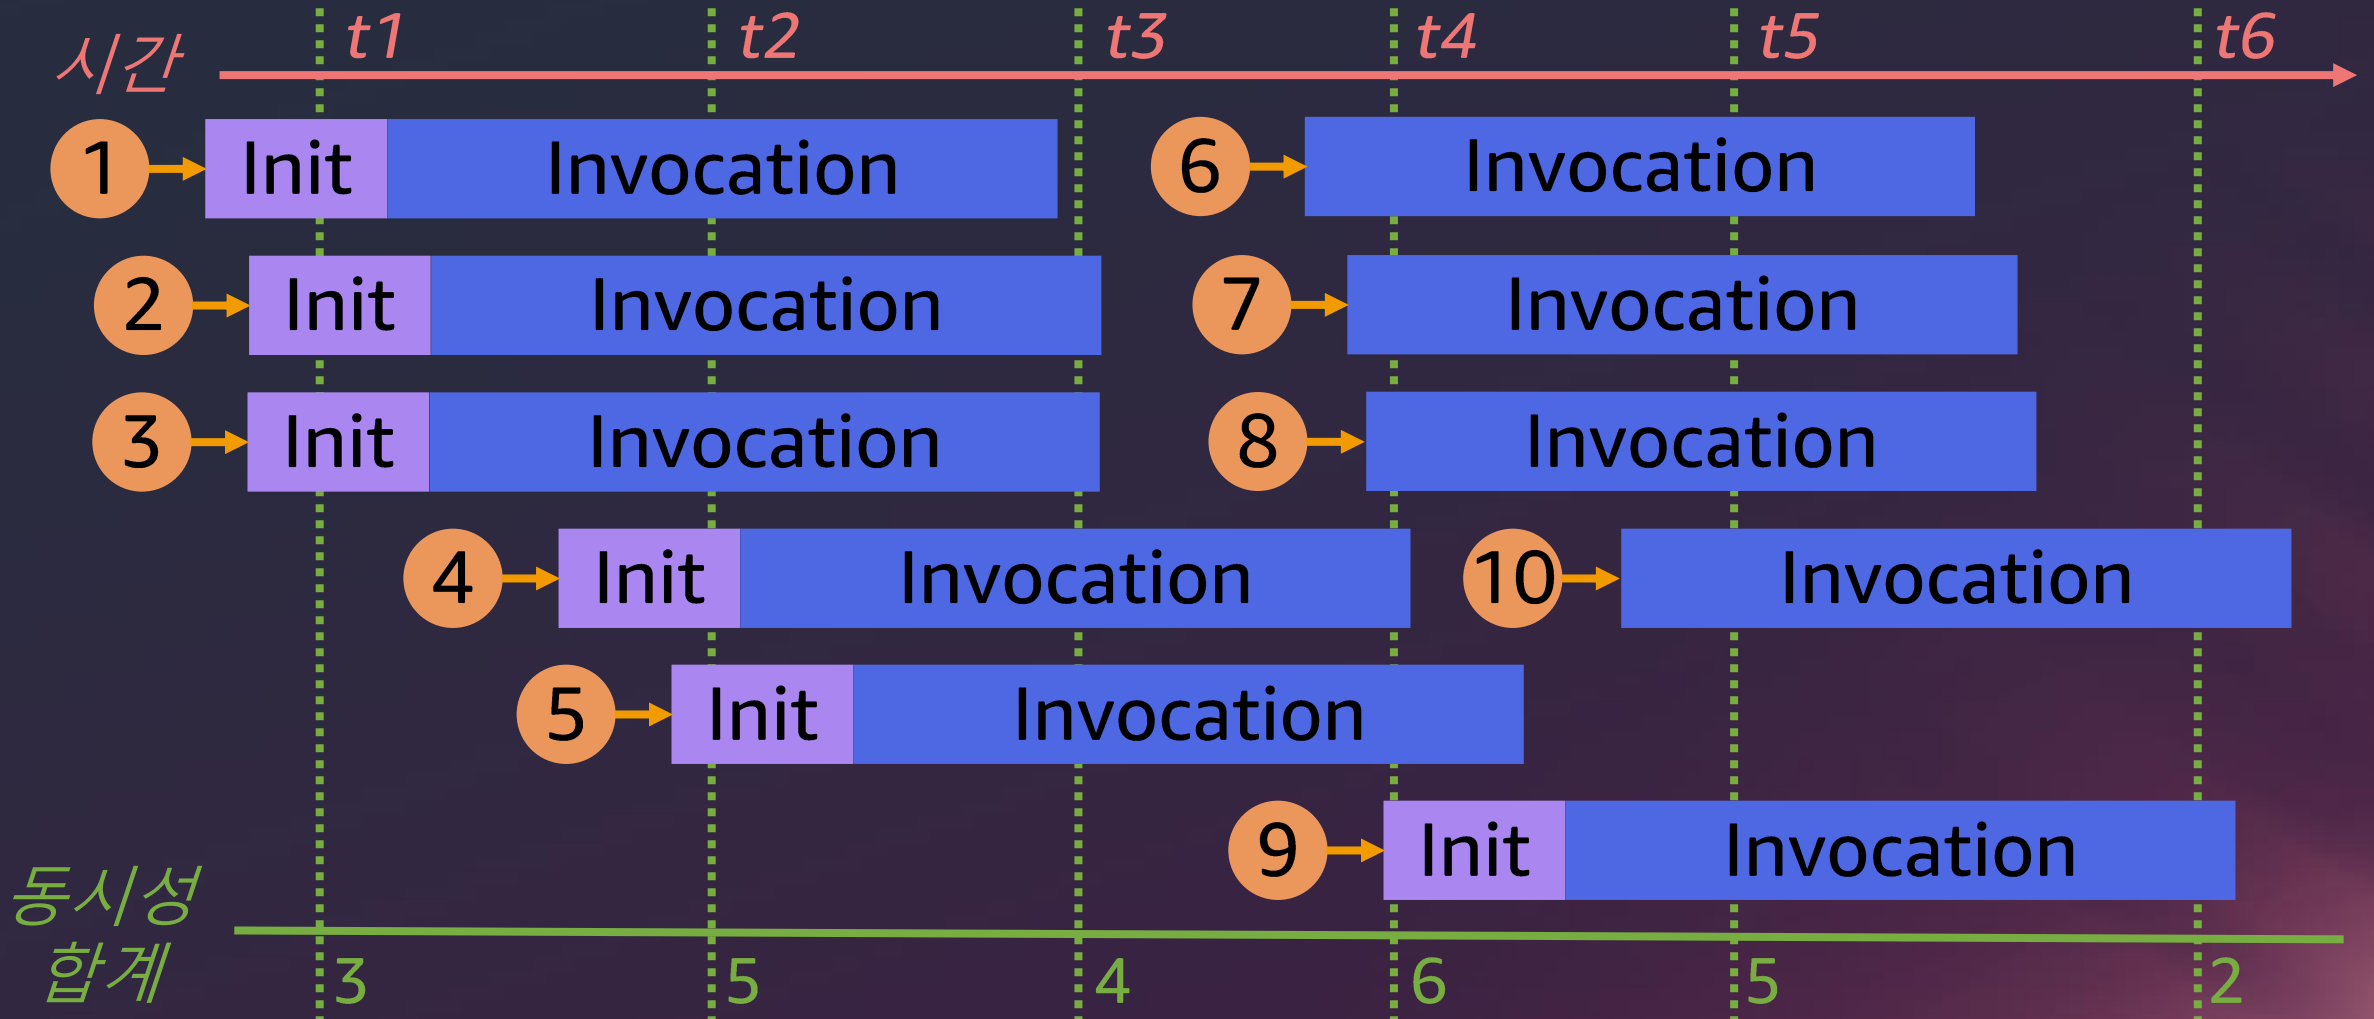 시간
t1 t2 t3 t4 t5 t6
1 Init Invocation 6 Invocation
2 Init Invocation 7 Invocation
3 Init Invocation 8 Invocation
4 Init Invocation 10 Invocation
5 Init Invocation
9 Init Invocation
동시성
합계
3 5 4 6 5 2